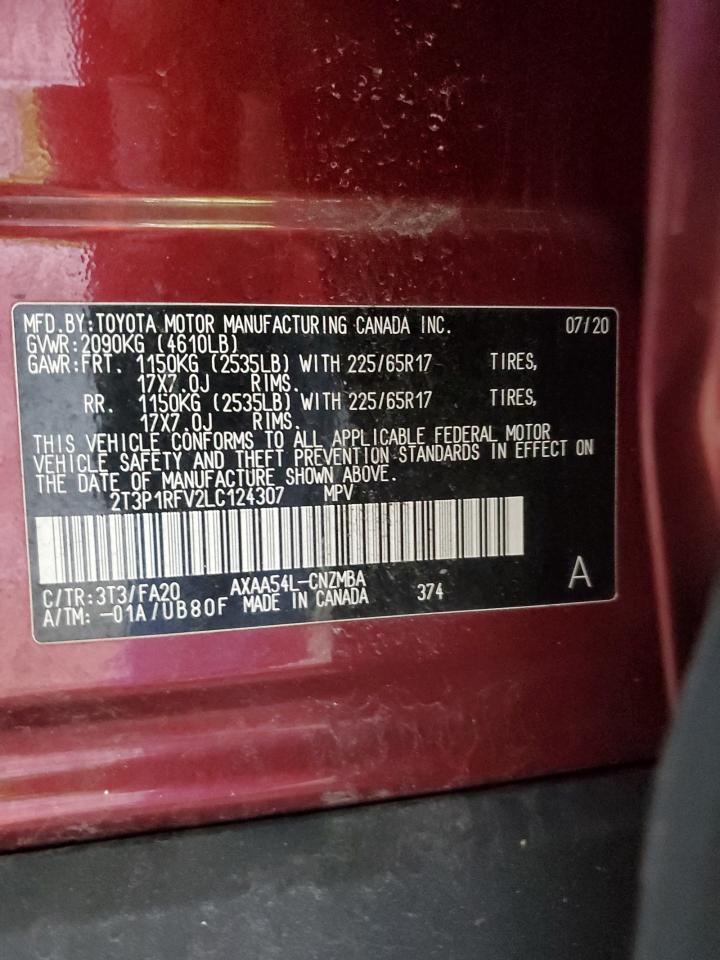 MFD.BY:TOYOTA MOTOR MANUFACTURING CANADA INC. 07/20
GVWR:2090KG (4610LB)
GAWR:FRT. 1150KG (2535LB) WITH 225/65R17 TIRES,
17X7.0J RIMS.
RR. 1150KG (2535LB) WITH 225/65R17 TIRES,
17X7.0J RIMS.
THIS VEHICLE CONFORMS TO ALL APPLICABLE FEDERAL MOTOR
VEHICLE SAFETY AND THEFT PREVENTION STANDARDS IN EFFECT ON
THE DATE OF MANUFACTURE SHOWN ABOVE.
2T3P1RFV2LC124307 MPV
C/TR:3T3/FA20 AXAA54L-CNZMBA
A/TM: -01A/UB80F MADE IN CANADA 374 A